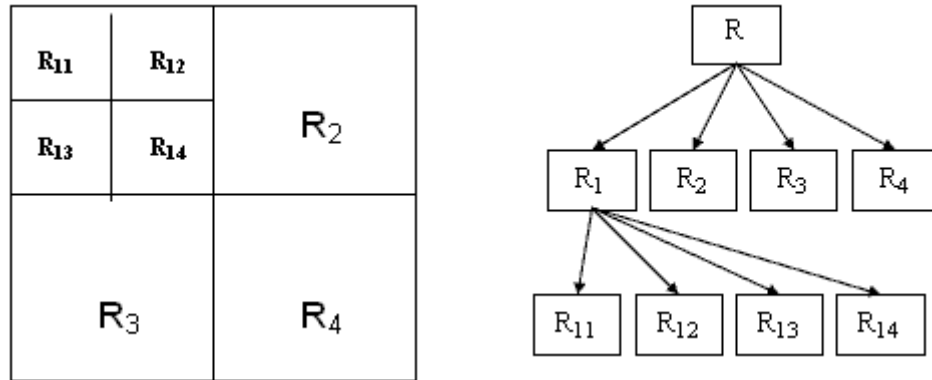 R₁₁ R₁₂
R₂
R₁₃ R₁₄
R₃ R₄
R
R₁ R₂ R₃ R₄
R₁₁ R₁₂ R₁₃ R₁₄